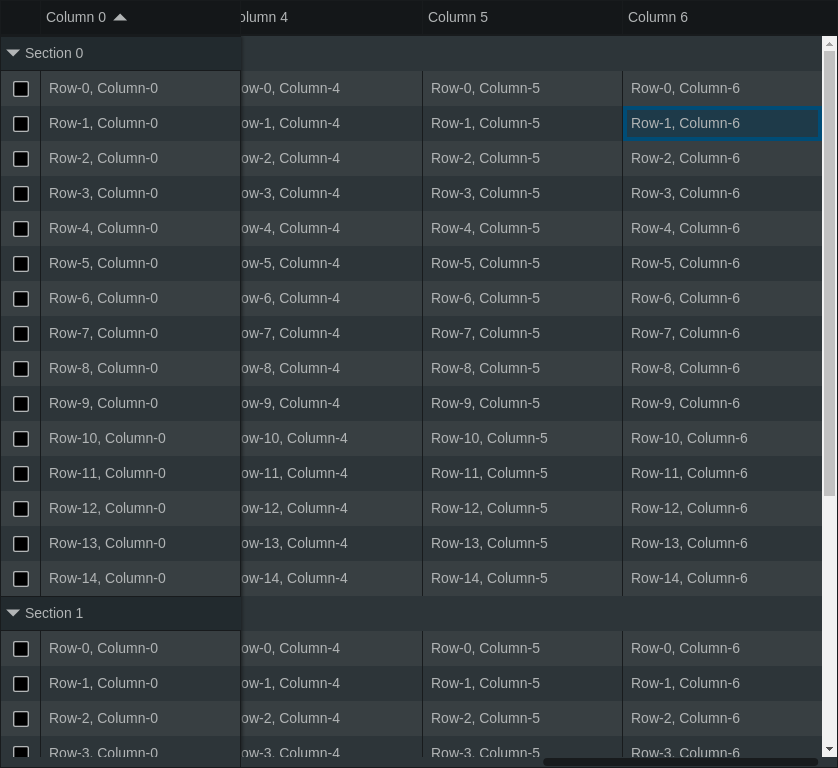 Column 0 olumn 4 Column 5 Column 6
Section 0
Row-0, Column-0 ow-0, Column-4 Row-0, Column-5 Row-0, Column-6
Row-1, Column-0 ow-1, Column-4 Row-1, Column-5 Row-1, Column-6
Row-2, Column-0 ow-2, Column-4 Row-2, Column-5 Row-2, Column-6
Row-3, Column-0 ow-3, Column-4 Row-3, Column-5 Row-3, Column-6
Row-4, Column-0 ow-4, Column-4 Row-4, Column-5 Row-4, Column-6
Row-5, Column-0 ow-5, Column-4 Row-5, Column-5 Row-5, Column-6
Row-6, Column-0 ow-6, Column-4 Row-6, Column-5 Row-6, Column-6
Row-7, Column-0 ow-7, Column-4 Row-7, Column-5 Row-7, Column-6
Row-8, Column-0 ow-8, Column-4 Row-8, Column-5 Row-8, Column-6
Row-9, Column-0 ow-9, Column-4 Row-9, Column-5 Row-9, Column-6
Row-10, Column-0 ow-10, Column-4 Row-10, Column-5 Row-10, Column-6
Row-11, Column-0 ow-11, Column-4 Row-11, Column-5 Row-11, Column-6
Row-12, Column-0 ow-12, Column-4 Row-12, Column-5 Row-12, Column-6
Row-13, Column-0 ow-13, Column-4 Row-13, Column-5 Row-13, Column-6
Row-14, Column-0 ow-14, Column-4 Row-14, Column-5 Row-14, Column-6
Section 1
Row-0, Column-0 ow-0, Column-4 Row-0, Column-5 Row-0, Column-6
Row-1, Column-0 ow-1, Column-4 Row-1, Column-5 Row-1, Column-6
Row-2, Column-0 ow-2, Column-4 Row-2, Column-5 Row-2, Column-6
Row-3, Column-0 ow-3, Column-4 Row-3, Column-5 Row-3, Column-6